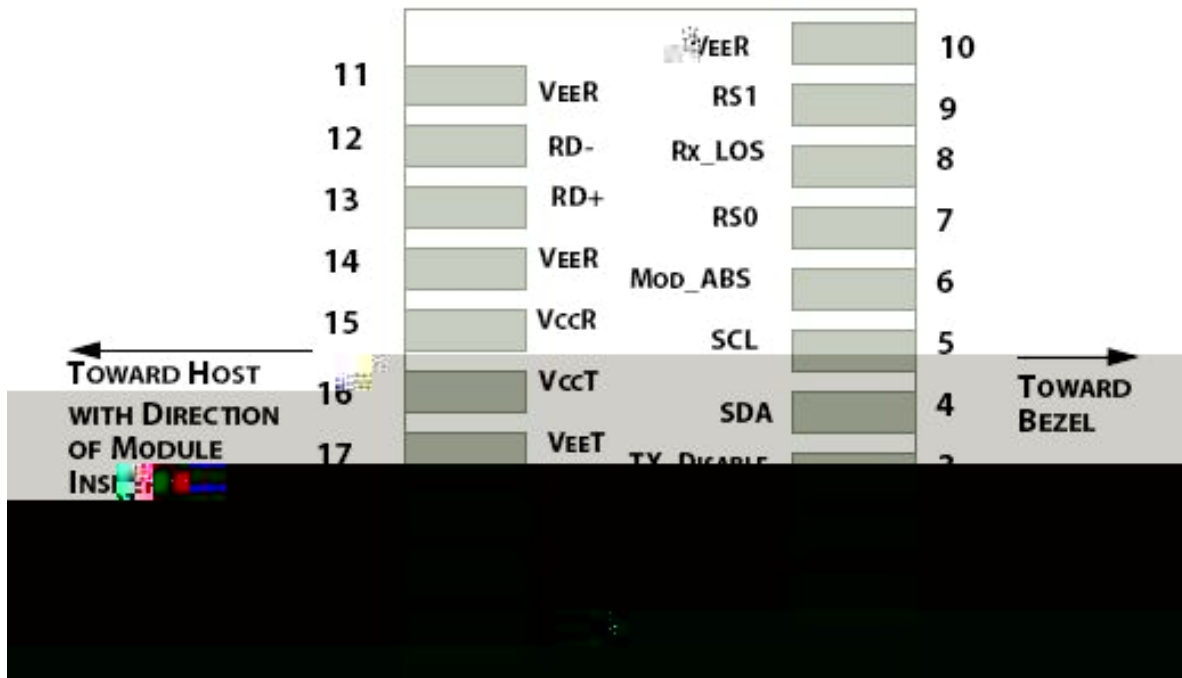 VEER 10
11 VEER RS1 9
12 RD- RX_LOS 8
13 RD+ RS0 7
14 VEER MOD_ABS 6
15 VCCR SCL 5
TOWARD HOST
WITH DIRECTION
OF MODULE
16 VCCT SDA 4
17 VEET TX_DISABLE
TOWARD
BEZEL